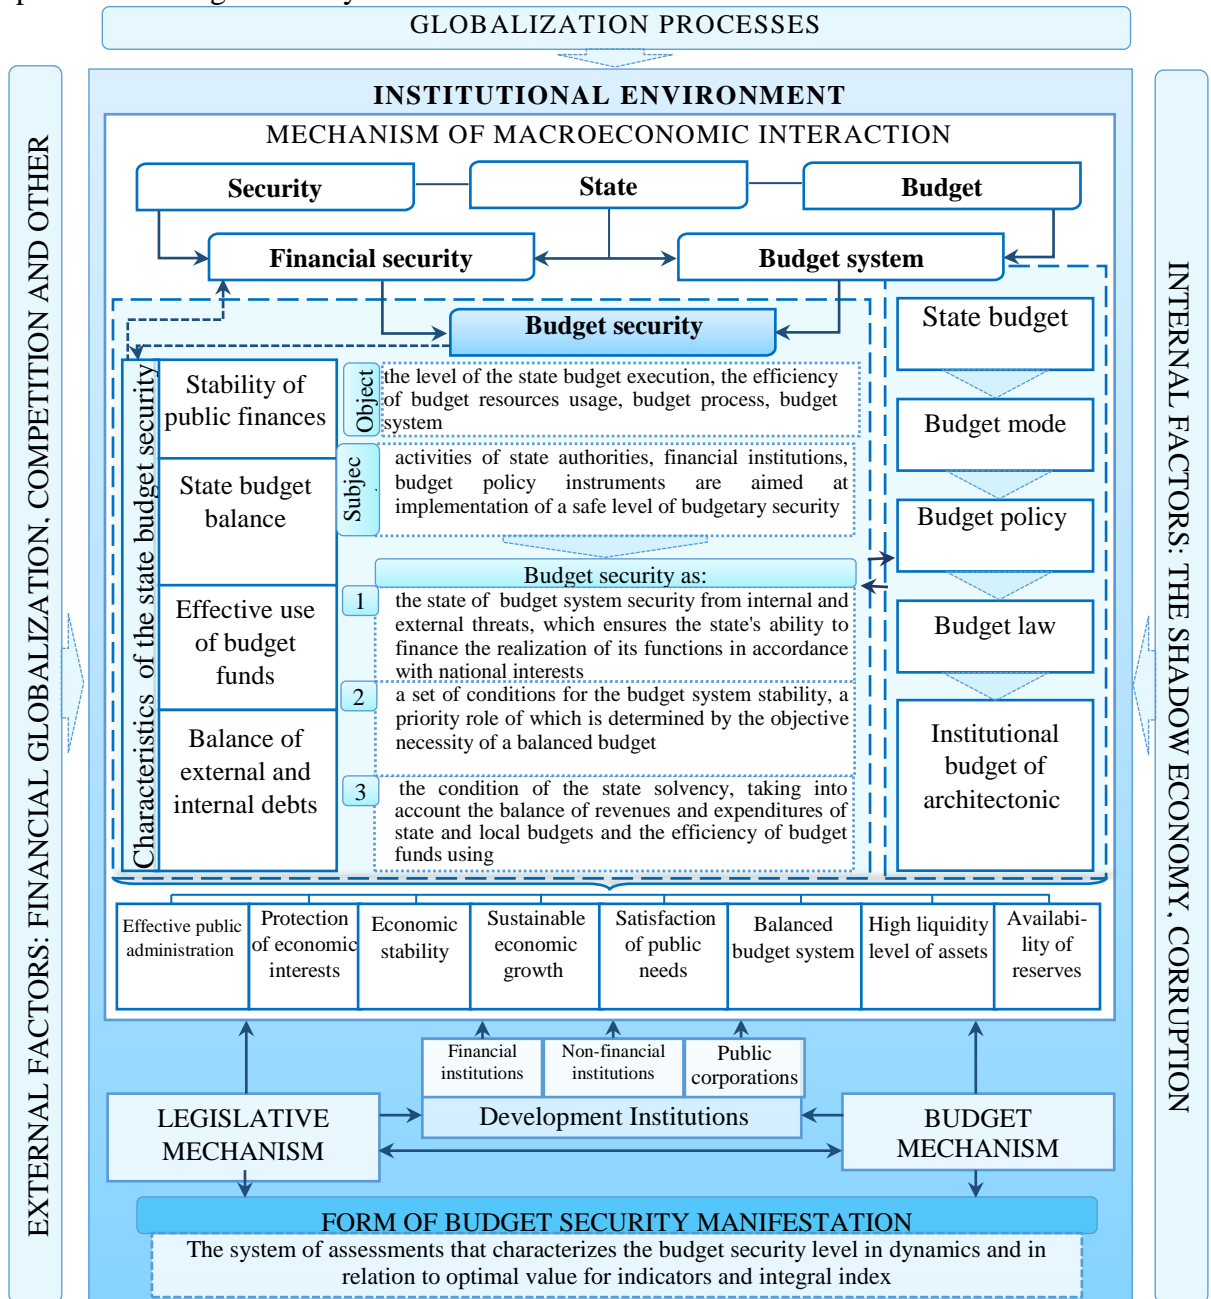 GLOBALIZATION PROCESSES
EXTERNAL FACTORS: FINANCIAL GLOBALIZATION, COMPETITION AND OTHER
INSTITUTIONAL ENVIRONMENT
MECHANISM OF MACROECONOMIC INTERACTION
Security
State
Budget
Financial security
Budget system
Budget security
Characteristics of the state budget security
Stability of
public finances
State budget
balance
Effective use
of budget
funds
Balance of
external and
internal debts
Object
the level of the state budget execution, the efficiency
of budget resources usage, budget process, budget
system
Subjec
activities of state authorities, financial institutions,
budget policy instruments are aimed at
implementation of a safe level of budgetary security
Budget security as:
1
the state of budget system security from internal and
external threats, which ensures the state's ability to
finance the realization of its functions in accordance
with national interests
2
a set of conditions for the budget system stability, a
priority role of which is determined by the objective
necessity of a balanced budget
3
the condition of the state solvency, taking into
account the balance of revenues and expenditures of
state and local budgets and the efficiency of budget
funds using
State budget
Budget mode
Budget policy
Budget law
Institutional
budget of
architectonic
Effective public
administration
Protection
of economic
interests
Economic
stability
Sustainable
economic
growth
Satisfaction
of public
needs
Balanced
budget system
High liquidity
level of assets
Availabi-
lity of
reserves
Financial
institutions
Non-financial
institutions
Public
corporations
Development Institutions
LEGISLATIVE
MECHANISM
BUDGET
MECHANISM
FORM OF BUDGET SECURITY MANIFESTATION
The system of assessments that characterizes the budget security level in dynamics and in
relation to optimal value for indicators and integral index
INTERNAL FACTORS: THE SHADOW ECONOMY, CORRUPTION